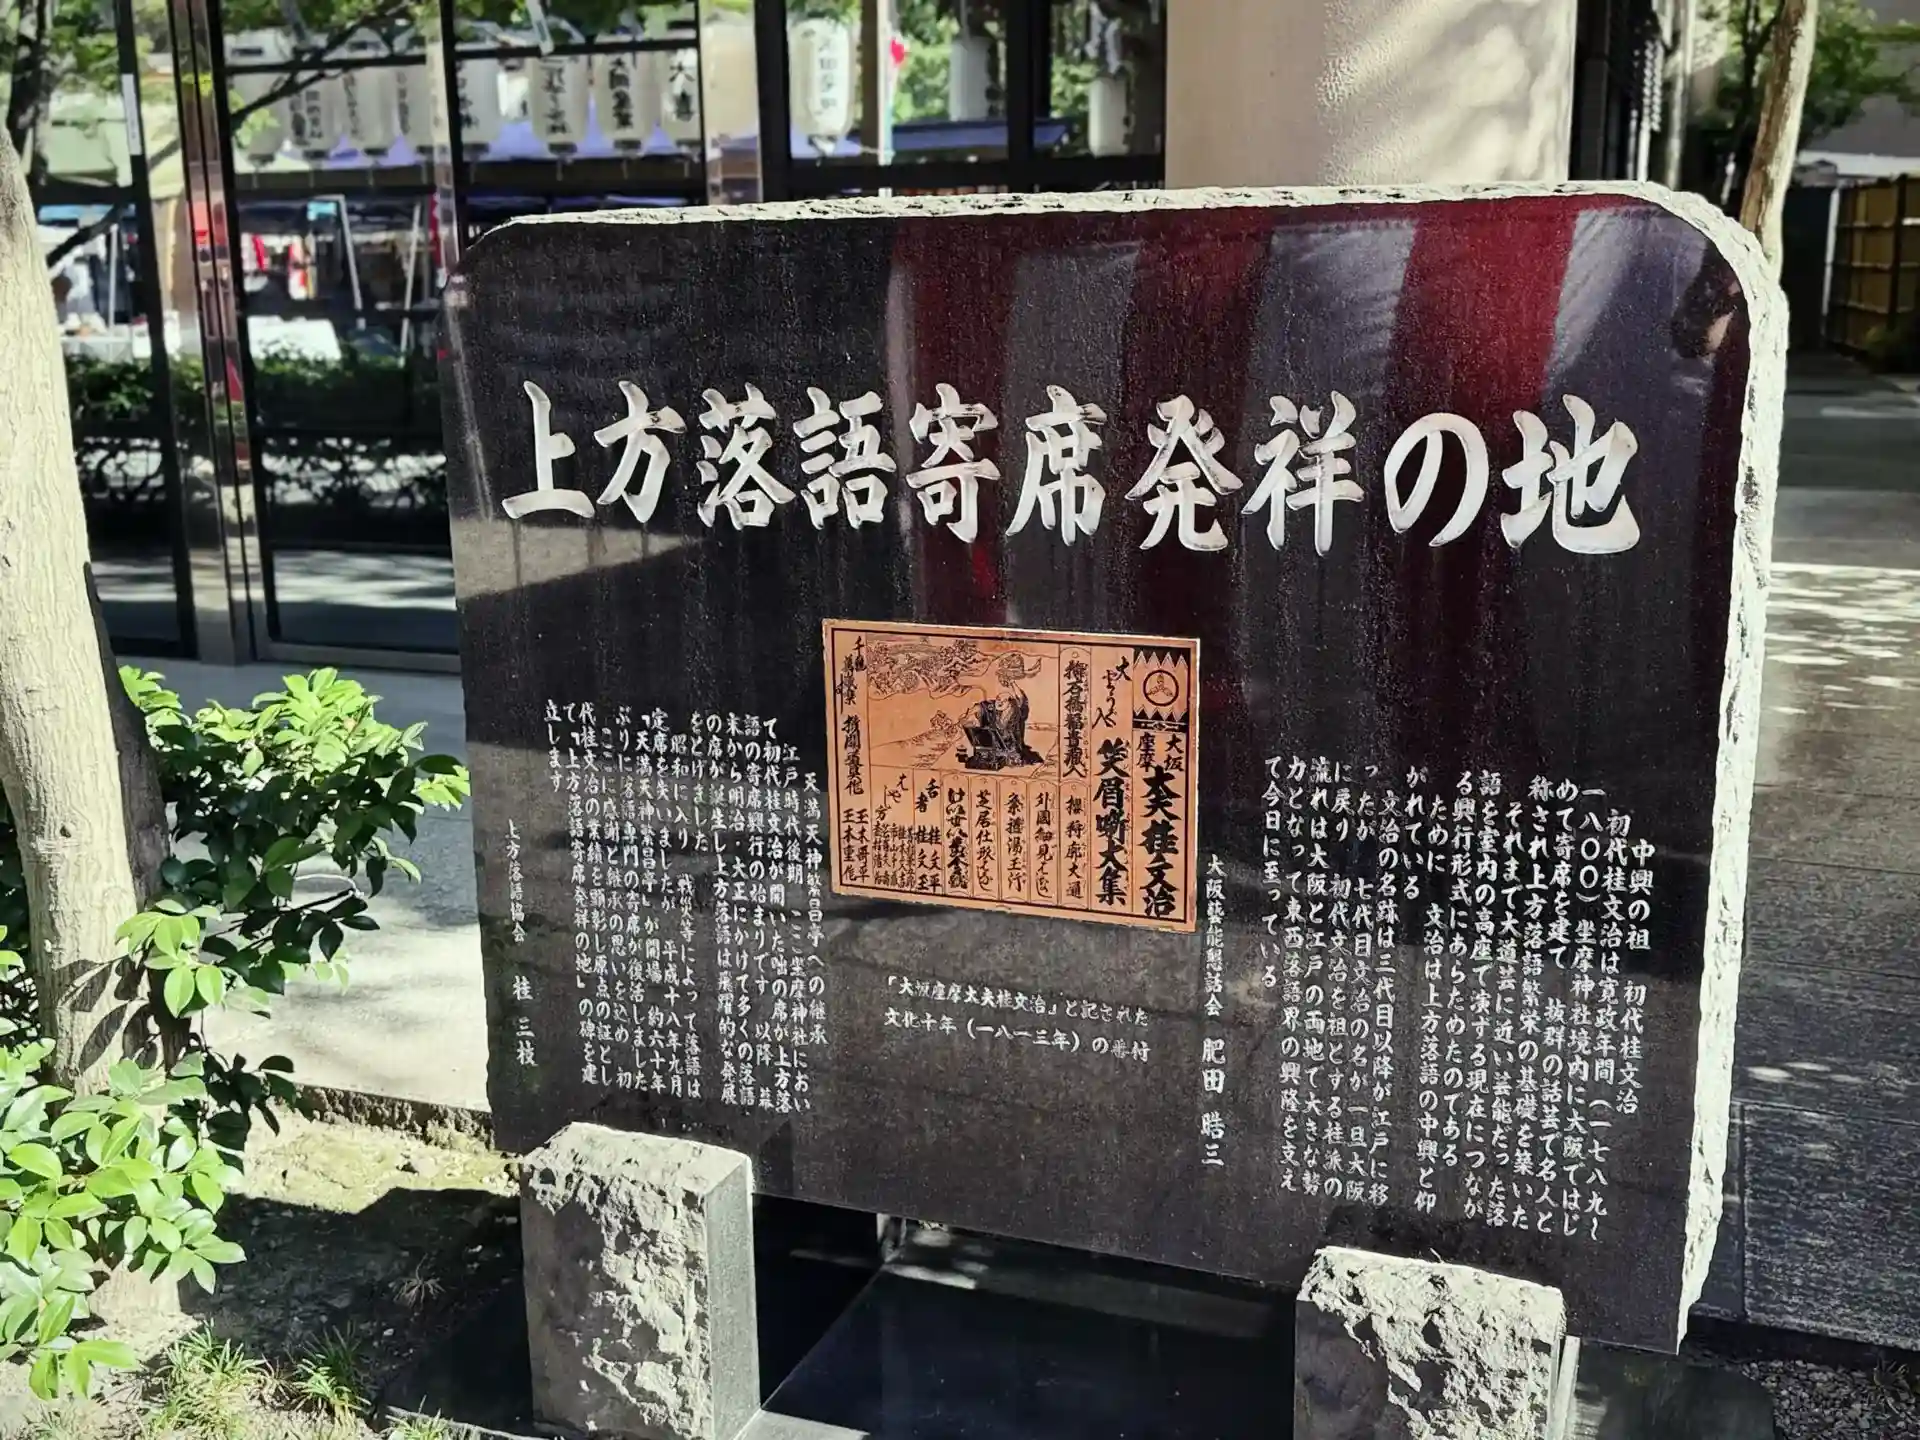 上方落語寄席発祥の地
中興の祖 初代桂文治
初代桂文治は寛政年間(一七八九〜
一八〇〇)坐摩神社境内に大阪ではじ
めて寄席を建て 抜群の話芸で名人と
称され上方落語繁栄の基礎を築いた
それまで大道芸に近い芸能だった落
語を室内の高座で演ずる現在につなが
る興行形式にあらためたのである
ために 文治は上方落語の中興と仰
がれている
文治の名跡は三代目以降が江戸に移
ったが 七代目文治の名が一旦大阪
に戻り 初代文治を祖とする桂派の
流れは大阪と江戸の両地で大きな勢
力となって東西落語界の興隆を支え
て今日に至っている
大阪藝能懇話会 肥田 晧三
大坂
座摩
太夫桂文治
笑眉噺大集
大
櫻狩廓大通
芝居仕形
舌者
桂文平
桂文玉
「大坂座摩太夫桂文治」と記された
文化十年(一八一三年)の番付
天満天神繁昌亭への継承
江戸時代後期 ここ坐摩神社におい
て初代桂文治が開いた咄の席が上方落
語の寄席興行の始まりです 以降 幕
末から明治・大正にかけて多くの落語
の席が誕生し上方落語は飛躍的な発展
をとげました
昭和に入り 戦災等によって落語は
定席を失いましたが 平成十八年九月
「天満天神繁昌亭」が開場 約六十年
ぶりに落語専門の寄席が復活しました
ここに感謝と継承の思いを込め 初
代桂文治の業績を顕彰し原点の証とし
て「上方落語寄席発祥の地」の碑を建
立します
上方落語協会 桂 三枝